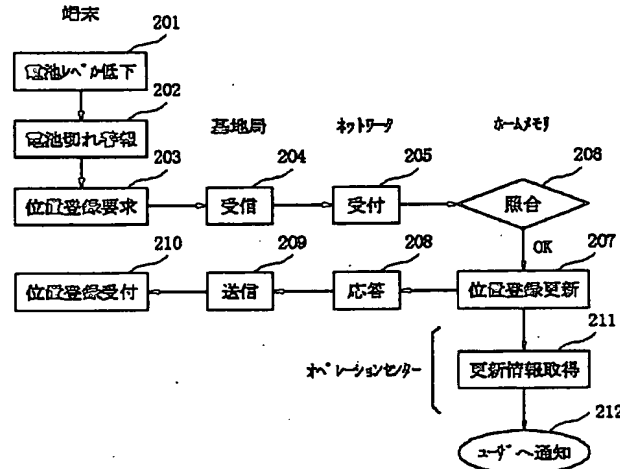 端末
201
電池レベル低下
202
電池切れ警報
基地局
ネットワーク
ホームメモリ
203
204
205
206
位置登録要求
受信
受付
照合
OK
210
209
208
207
位置登録受付
送信
応答
位置登録更新
211
オペレーションセンター
更新情報取得
212
ユーザへ通知